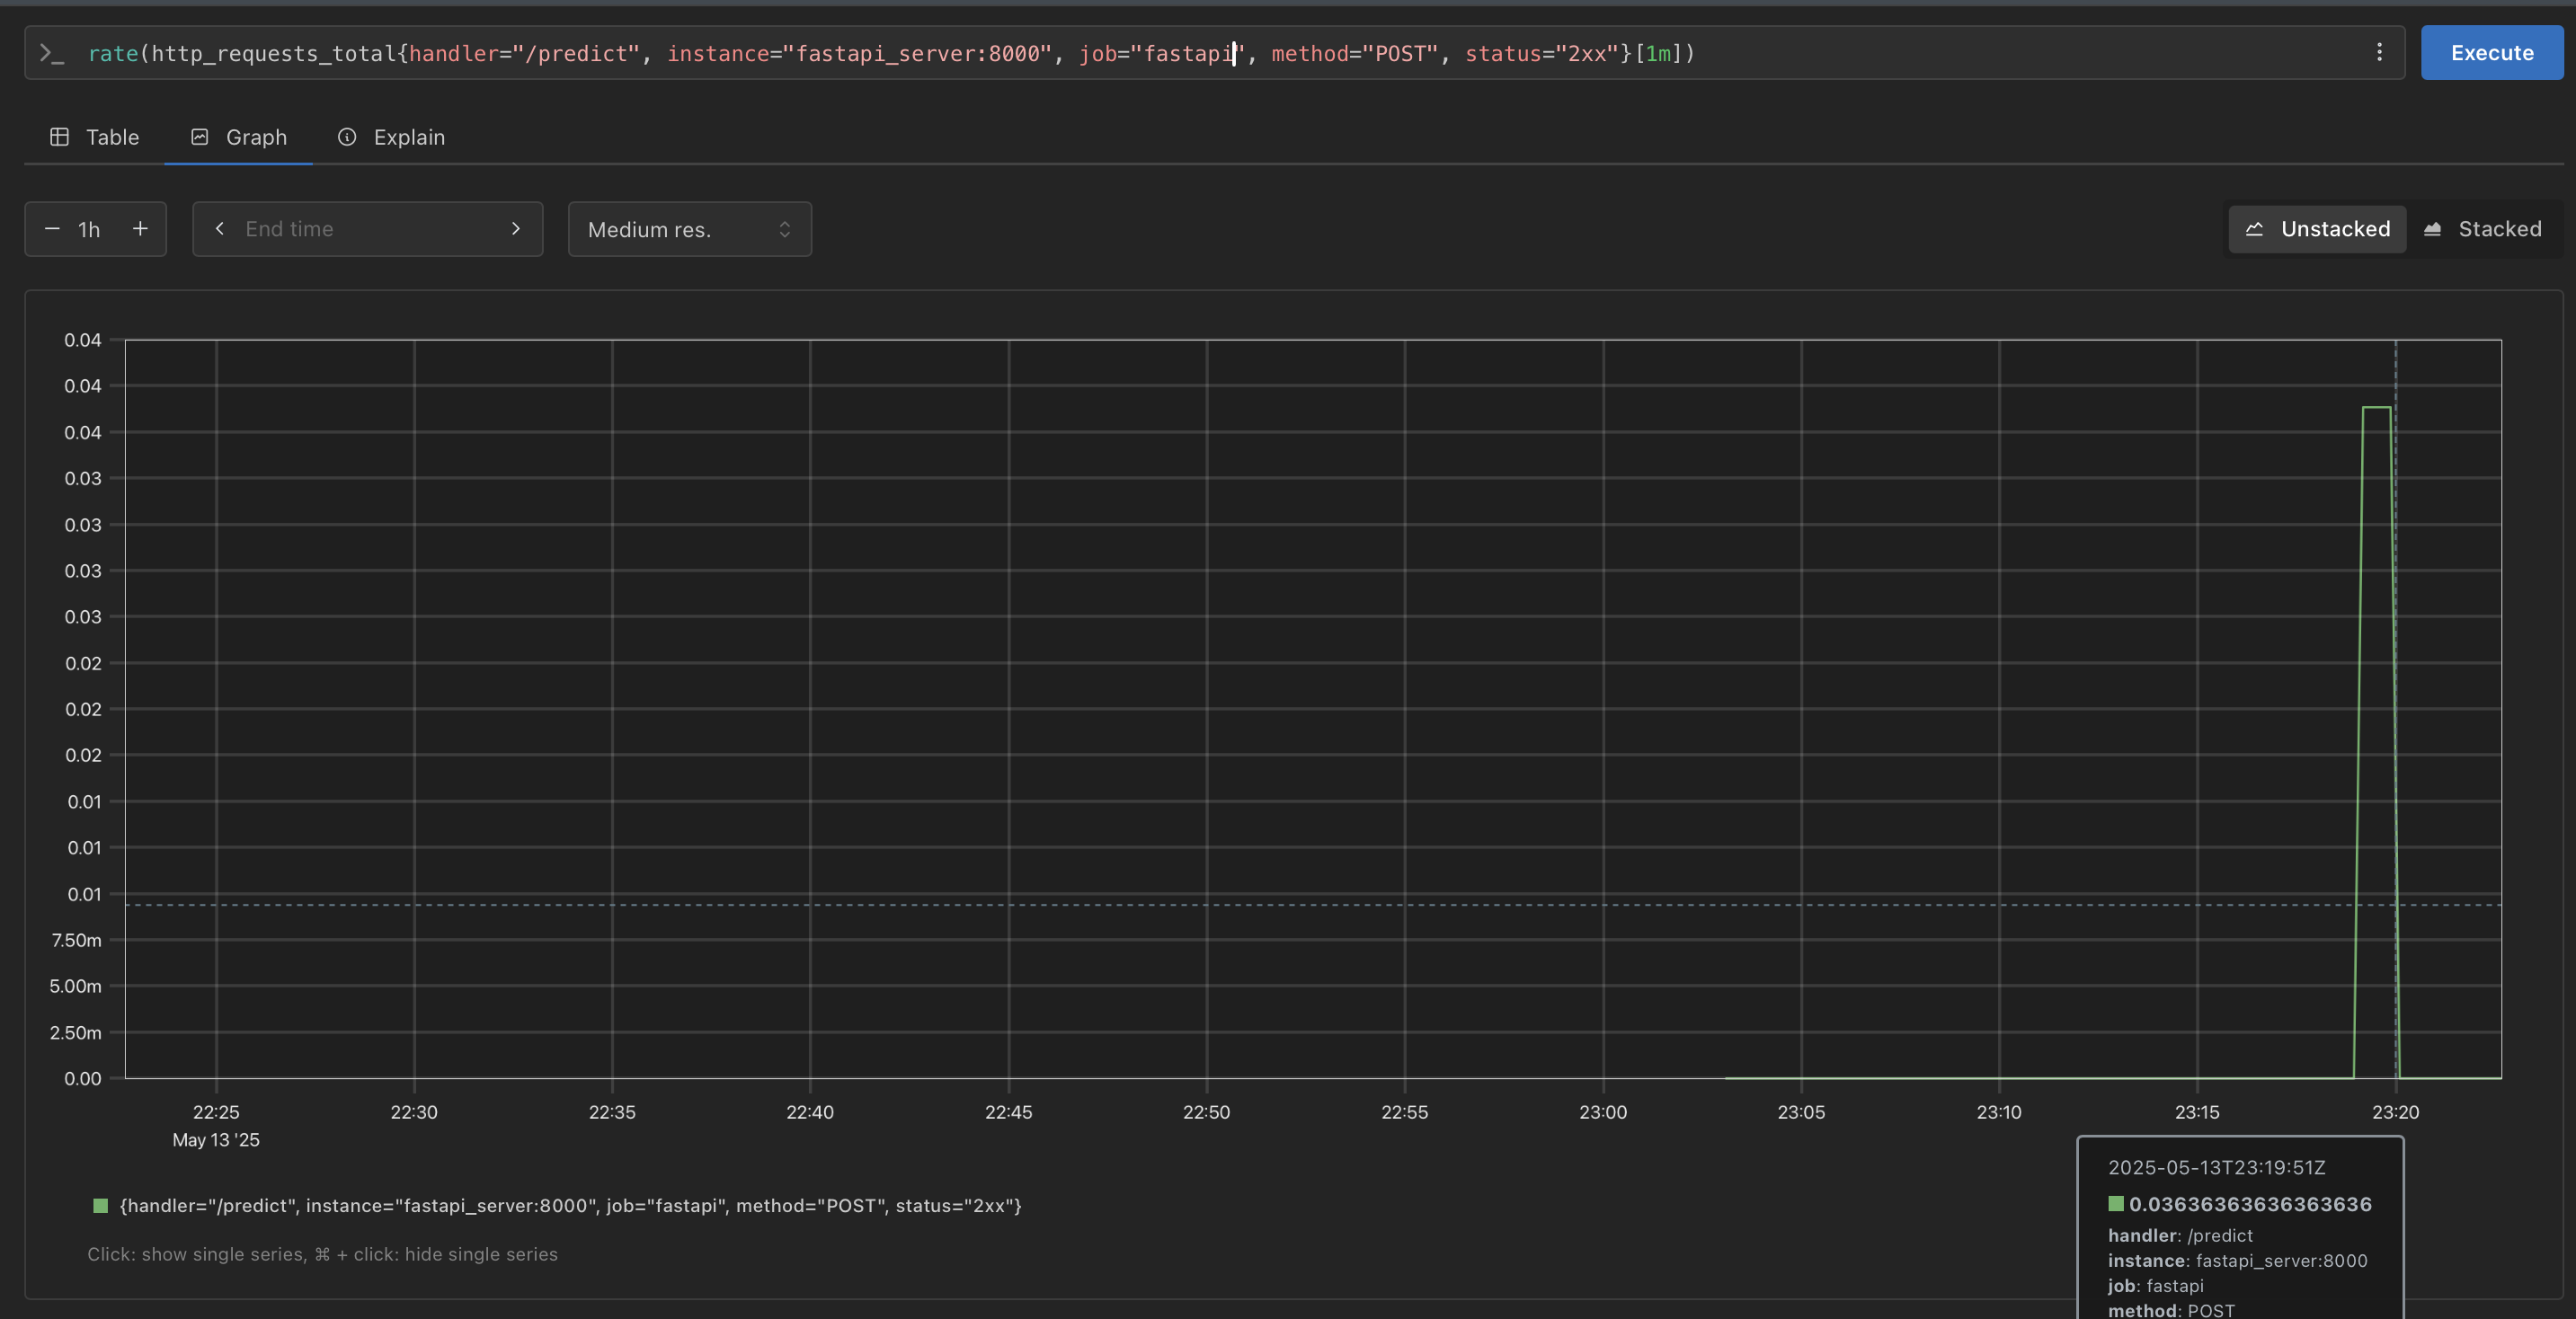 rate(http_requests_total{handler="/predict", instance="fastapi_server:8000", job="fastapi", method="POST", status="2xx"}[1m])
Execute
Table Graph Explain
1h End time Medium res. Unstacked Stacked
0.04
0.04
0.04
0.03
0.03
0.03
0.03
0.02
0.02
0.02
0.01
0.01
0.01
7.50m
5.00m
2.50m
0.00
22:25 22:30 22:35 22:40 22:45 22:50 22:55 23:00 23:05 23:10 23:15 23:20
May 13 '25
{handler="/predict", instance="fastapi_server:8000", job="fastapi", method="POST", status="2xx"}
Click: show single series, ⌘ + click: hide single series
2025-05-13T23:19:51Z
0.03636363636363636
handler: /predict
instance: fastapi_server:8000
job: fastapi
method: POST